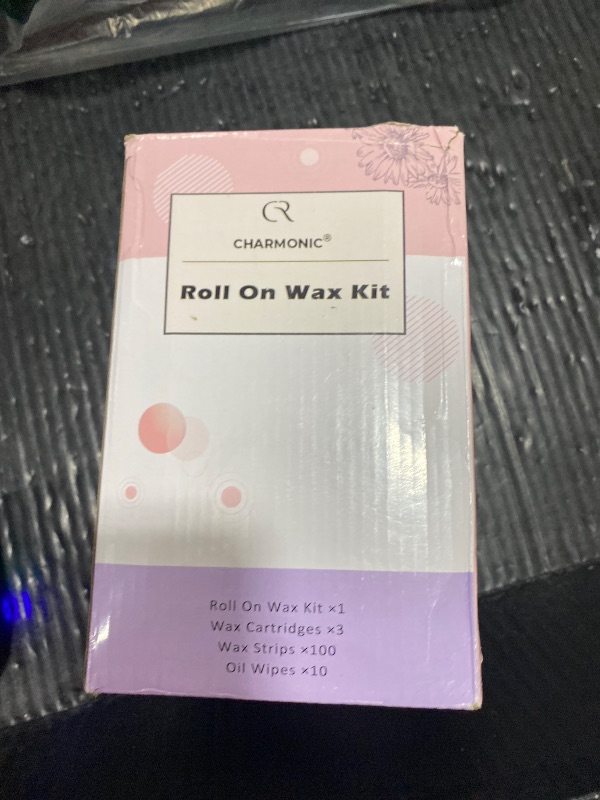 CR
CHARMONIC®
Roll On Wax Kit
Roll On Wax Kit ×1
Wax Cartridges ×3
Wax Strips ×100
Oil Wipes ×10